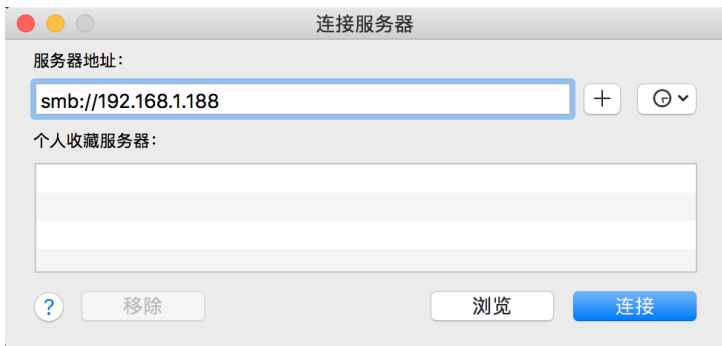 连接服务器
服务器地址：
smb://192.168.1.188
个人收藏服务器：
? 移除 浏览 连接